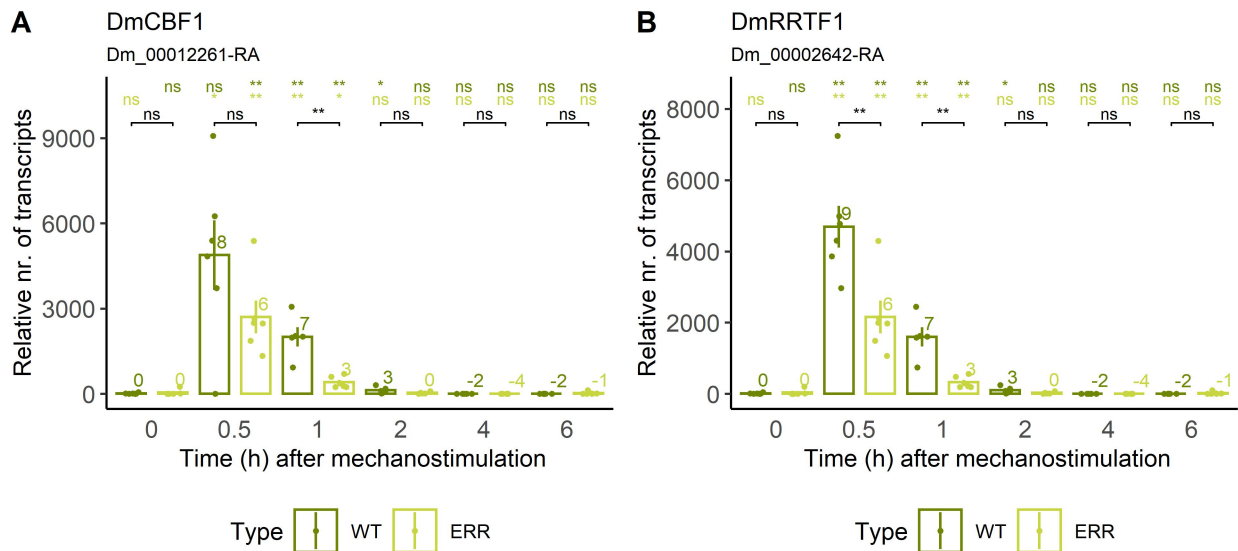 A DmCBF1
Dm_00012261-RA
ns ns ** ** * ns ns ns ns ns
ns * ** ** * ns ns ns ns ns ns
ns ns ** ns ns ns
Relative nr. of transcripts
9000
6000
3000
0
8
6
7
3
0 0 3 0 -2 -4 -2 -1
0 0.5 1 2 4 6
Time (h) after mechanostimulation
Type WT ERR
B DmRRTF1
Dm_00002642-RA
ns ** ** ** ** * ns ns ns ns ns
ns ** ** ** ** ns ns ns ns ns ns
ns ** ** ns ns ns
Relative nr. of transcripts
8000
6000
4000
2000
0
9
6
7
3
0 0 3 0 -2 -4 -2 -1
0 0.5 1 2 4 6
Time (h) after mechanostimulation
Type WT ERR